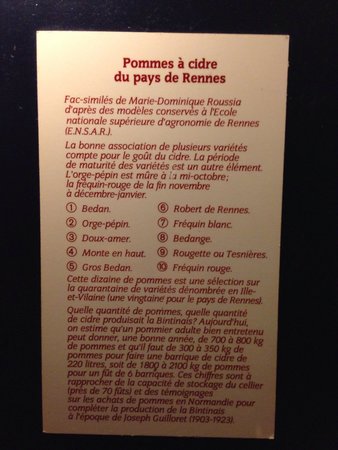 Pommes à cidre
du pays de Rennes
Fac-similés de Marie-Dominique Roussia
d'après des modèles conservés à l'Ecole
nationale supérieure d'agronomie de Rennes
(E.N.S.A.R.).
La bonne association de plusieurs variétés
compte pour le goût du cidre. La période
de maturité des variétés est un autre élément.
L'orge-pépin est mûre à la mi-octobre;
la fréquin-rouge de la fin novembre
à décembre-janvier.
① Bedan. ⑥ Robert de Rennes.
② Orge-pépin. ⑦ Fréquin blanc.
③ Doux-amer. ⑧ Bedange.
④ Monte en haut. ⑨ Rougette ou Tesnières.
⑤ Gros Bedan. ⑩ Fréquin rouge.
Cette dizaine de pommes est une sélection sur
la quarantaine de variétés dénombrée en Ille-
et-Vilaine (une vingtaine pour le pays de Rennes).
Quelle quantité de pommes, quelle quantité
de cidre produisait la Bintinais? Aujourd'hui,
on estime qu'un pommier adulte bien entretenu
peut donner, une bonne année, de 700 à 800 kg
de pommes et qu'il faut de 300 à 350 kg de
pommes pour faire une barrique de cidre de
220 litres, soit de 1800 à 2100 kg de pommes
pour un fût de 6 barriques. Ces chiffres sont à
rapprocher de la capacité de stockage du cellier
(près de 70 fûts) et des témoignages
sur les achats de pommes en Normandie pour
compléter la production de la Bintinais
à l'époque de Joseph Guilloret (1903-1923).